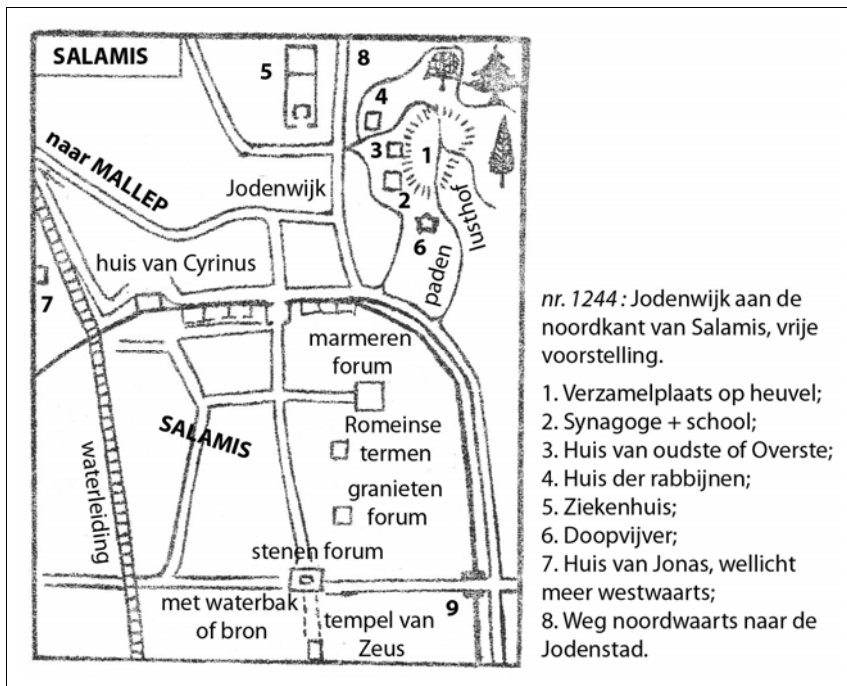 SALAMIS
5
8
4
naar MALLEP
3
1
Jodenwijk
2
lusthof
6
huis van Cyrinus
paden
7
marmeren
forum
SALAMIS
Romeinse
termen
waterleiding
granieten
forum
stenen forum
met waterbak
of bron
9
tempel van
Zeus
nr. 1244 : Jodenwijk aan de
noordkant van Salamis, vrije
voorstelling.
1. Verzamelplaats op heuvel;
2. Synagoge + school;
3. Huis van oudste of Overste;
4. Huis der rabbijnen;
5. Ziekenhuis;
6. Doopvijver;
7. Huis van Jonas, wellicht
meer westwaarts;
8. Weg noordwaarts naar de
Jodenstad.